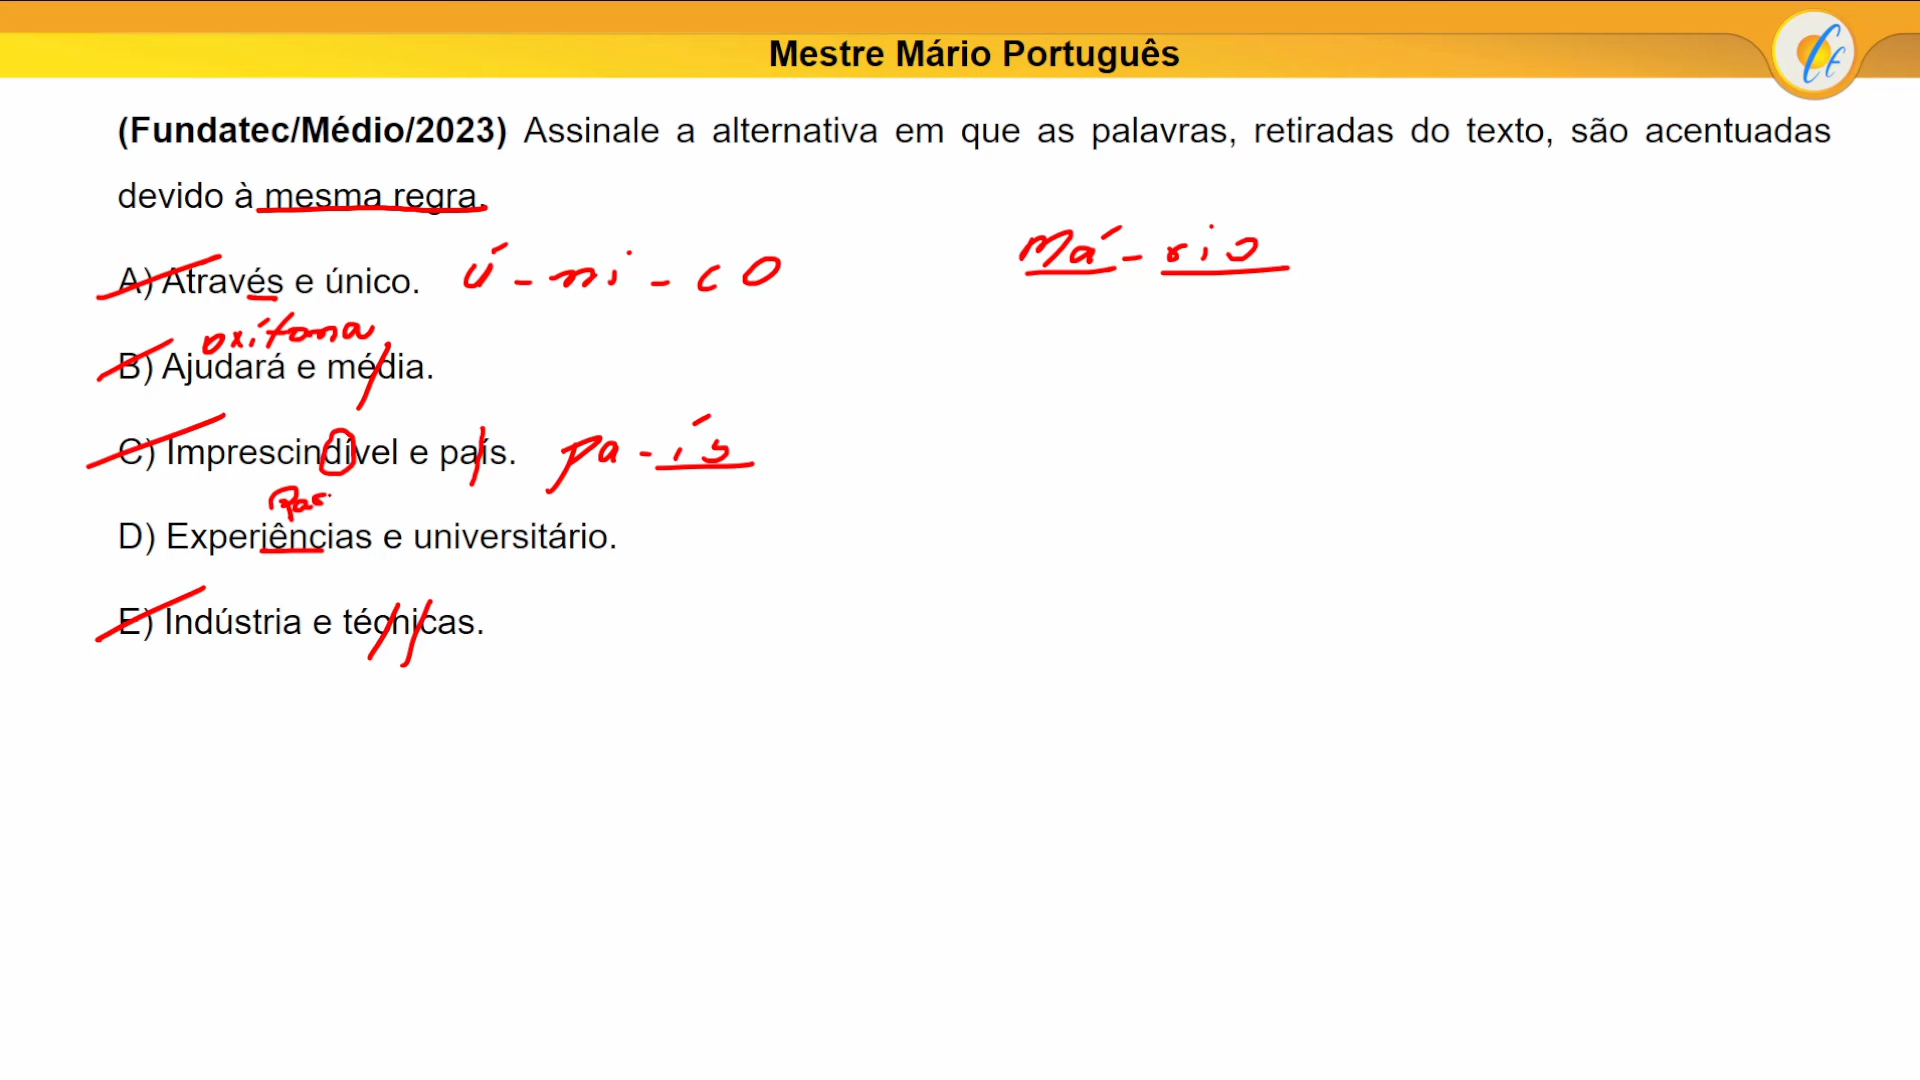 Mestre Mário Português
(Fundatec/Médio/2023) Assinale a alternativa em que as palavras, retiradas do texto, são acentuadas
devido à mesma regra.
Má - rio
A) Através e único. ú - ni - co
oxítona
B) Ajudará e média.
C) Imprescindível e país. pa - ís
D) Experiências e universitário.
E) Indústria e técnicas.